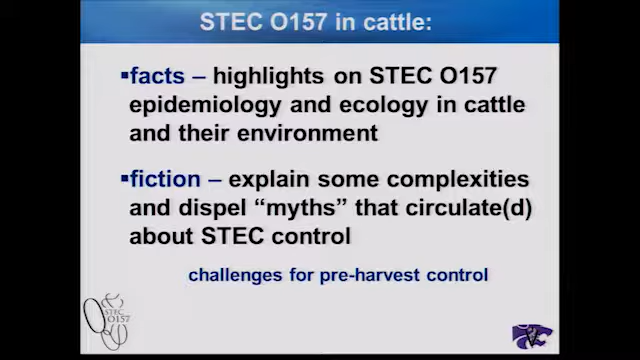 STEC O157 in cattle:
▪facts – highlights on STEC O157
epidemiology and ecology in cattle
and their environment
▪fiction – explain some complexities
and dispel “myths” that circulate(d)
about STEC control
challenges for pre-harvest control
STEC
O157